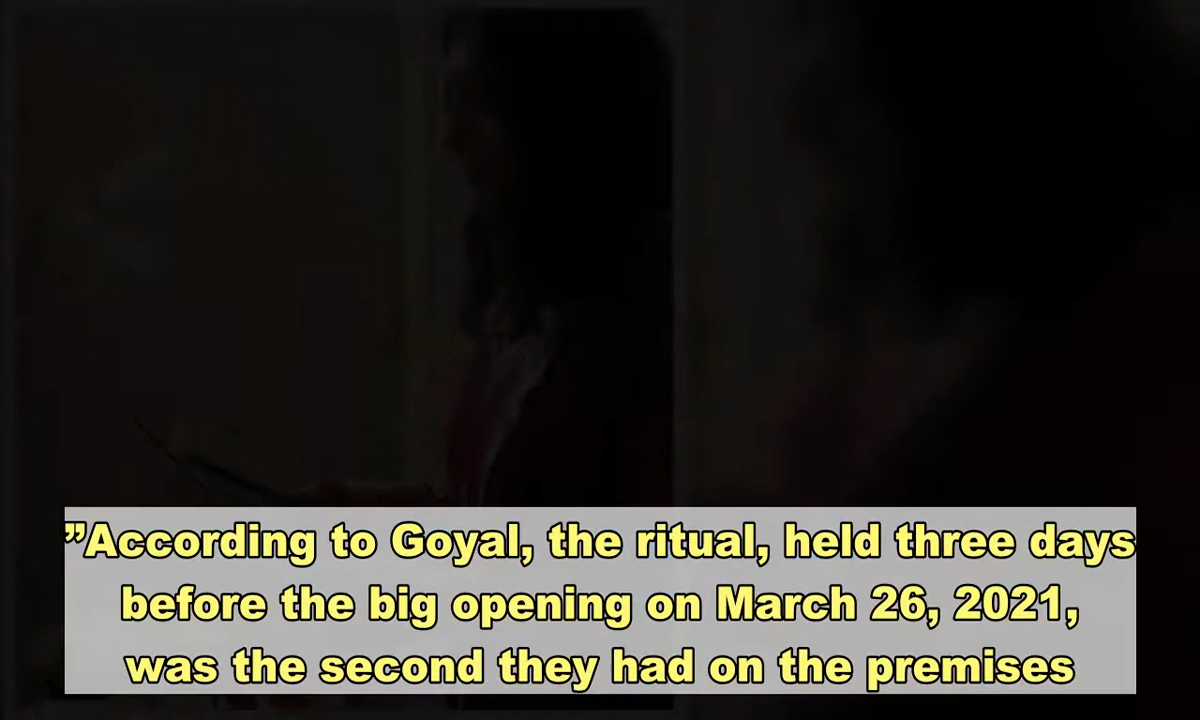 ”According to Goyal, the ritual, held three days
before the big opening on March 26, 2021,
was the second they had on the premises